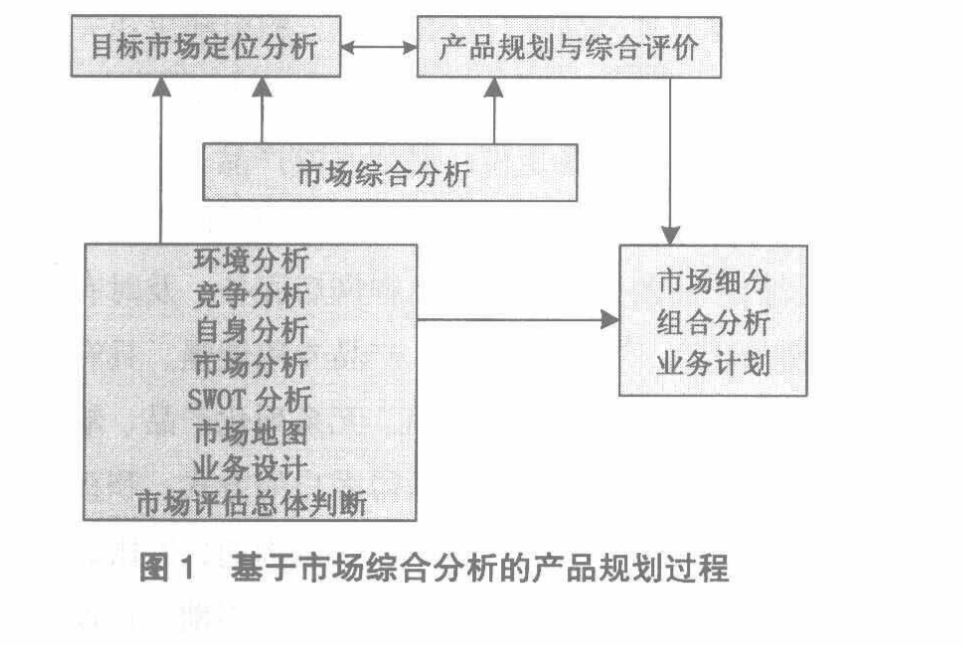 目标市场定位分析
产品规划与综合评价
市场综合分析
环境分析
竞争分析
自身分析
市场分析
SWOT 分析
市场地图
业务设计
市场评估总体判断
市场细分
组合分析
业务计划
图 1 基于市场综合分析的产品规划过程